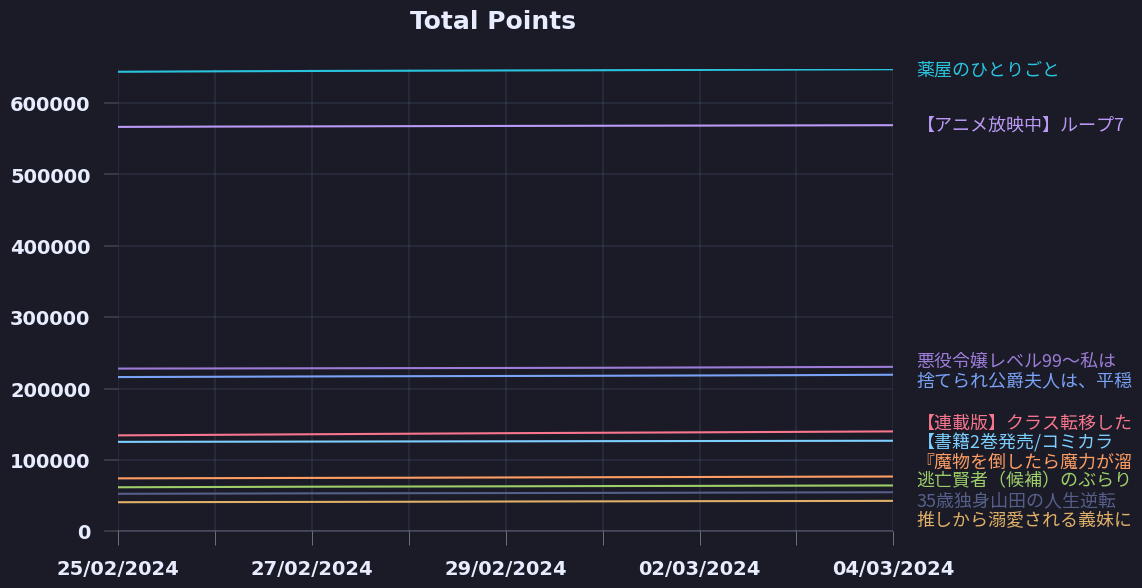 Total Points
600000
500000
400000
300000
200000
100000
0
25/02/2024
27/02/2024
29/02/2024
02/03/2024
04/03/2024
薬屋のひとりごと
【アニメ放映中】ループ7
悪役令嬢レベル99～私は
捨てられ公爵夫人は、平穏
【連載版】クラス転移した
【書籍2巻発売/コミカラ
『魔物を倒したら魔力が溜
逃亡賢者（候補）のぶらり
35歳独身山田の人生逆転
推しから溺愛される義妹に